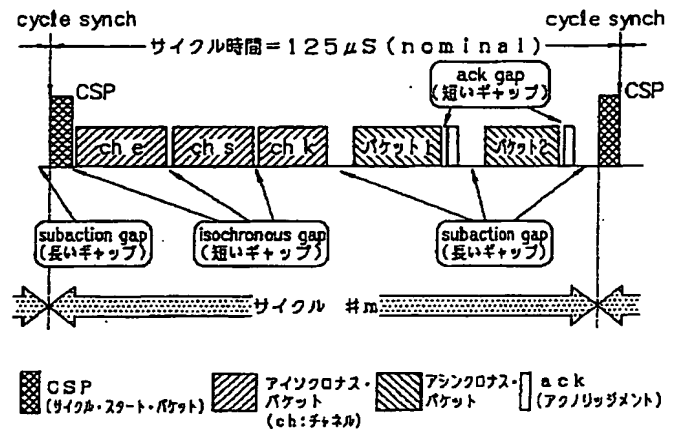 cycle synch
cycle synch
サイクル時間=125μS(nominal)
CSP
ack gap
(短いギャップ)
CSP
ch e
ch s
ch k
パケット1
パケット2
subaction gap
(長いギャップ)
isochronous gap
(短いギャップ)
subaction gap
(長いギャップ)
サイクル #m
CSP
(サイクル・スタート・パケット)
アイソクロナス・
パケット
(ch:チャネル)
アシンクロナス・
パケット
ack
(アクノリッジメント)